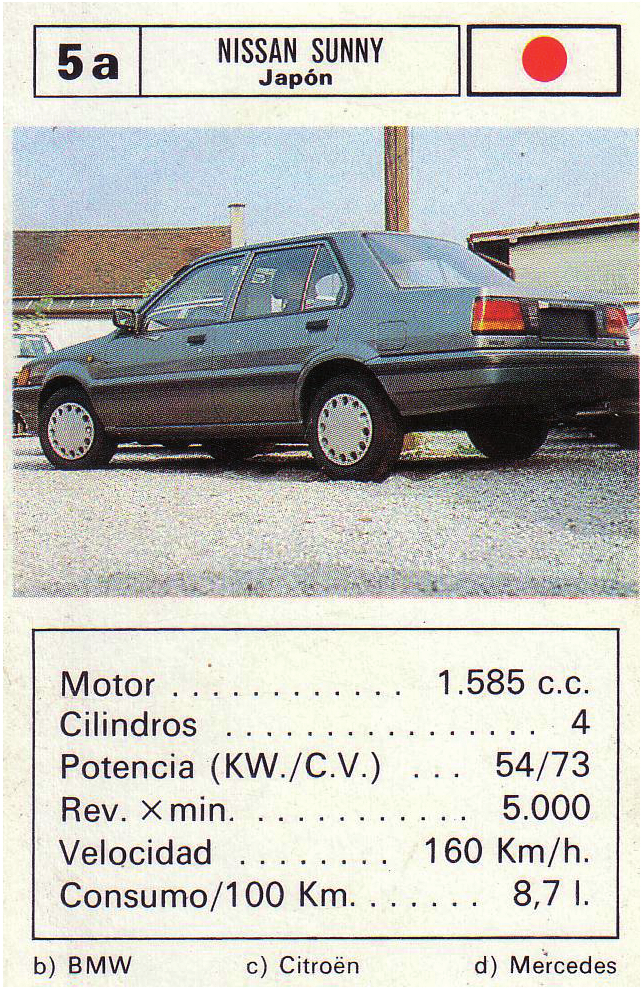 5a
NISSAN SUNNY
Japón
Motor . . . . . . . . . . . . 1.585 c.c.
Cilindros . . . . . . . . . . . . . . . . . 4
Potencia (KW./C.V.) . . . 54/73
Rev. × min. . . . . . . . . . . . 5.000
Velocidad . . . . . . . . 160 Km/h.
Consumo/100 Km. . . . . . . 8,7 l.
b) BMW c) Citroën d) Mercedes